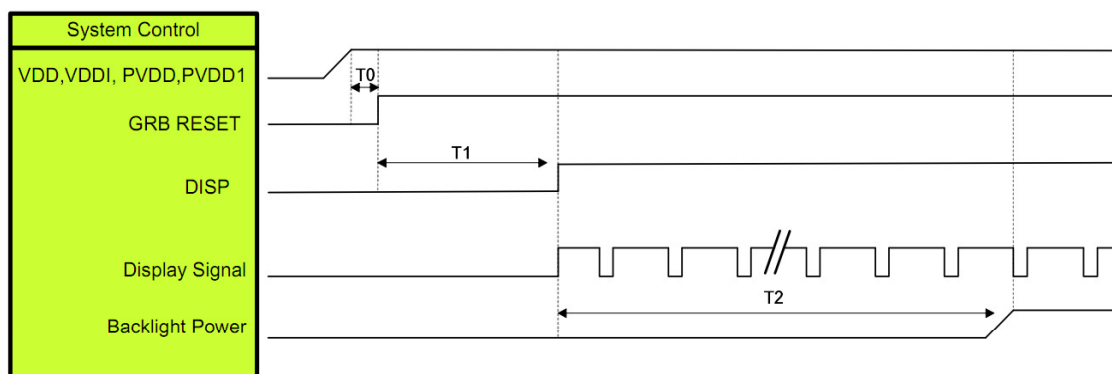 System Control
VDD,VDDI, PVDD,PVDD1
T0
GRB RESET
T1
DISP
Display Signal
T2
Backlight Power